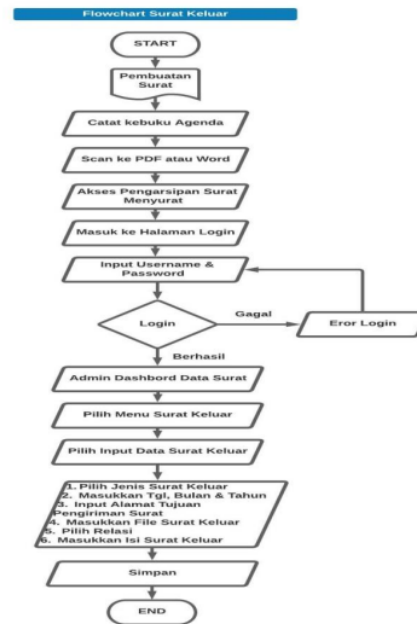 Flowchart Surat Keluar
START
Pembuatan
Surat
Catat kebuku Agenda
Scan ke PDF atau Word
Akses Pengarsipan Surat
Menyurat
Masuk ke Halaman Login
Input Username &
Password
Login
Gagal
Eror Login
Berhasil
Admin Dashbord Data Surat
Pilih Menu Surat Keluar
Pilih Input Data Surat Keluar
1. Pilih Jenis Surat Keluar
2. Masukkan Tgl, Bulan & Tahun
3. Input Alamat Tujuan
Pengiriman Surat
4. Masukkan File Surat Keluar
5. Pilih Relasi
6. Masukkan Isi Surat Keluar
Simpan
END